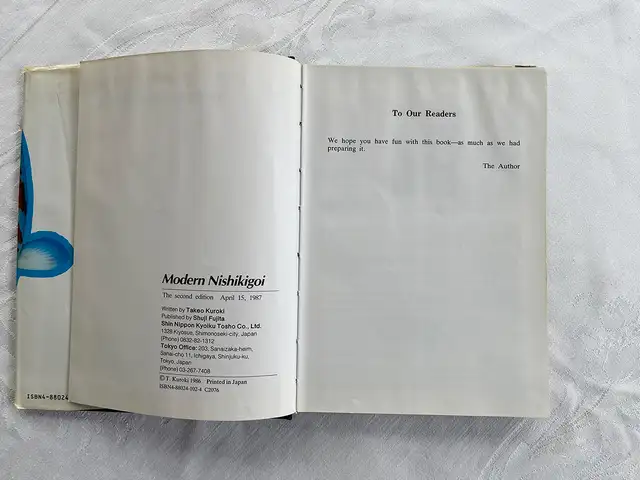 Modern Nishikigoi
The second edition April 15, 1987
Written by Takeo Kuroki
Published by Shuji Fujita
Shin Nippon Kyoiku Tosho Co., Ltd.
1328 Kiyosue, Shimonoseki-city, Japan
(Phone) 0832-82-1312
Tokyo Office: 203, Sanaizaka-heim,
Sanai-cho 11, Ichigaya, Shinjuku-ku,
Tokyo, Japan
(Phone) 03-267-7408
© T. Kuroki 1986 Printed in Japan
ISBN4-88024-102-4 C2076
ISBN4-88024
To Our Readers
We hope you have fun with this book—as much as we had
preparing it.
The Author